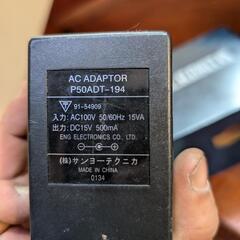 AC ADAPTOR
P50ADT-194
91-54909
入力: AC100V 50/60Hz 15VA
出力: DC15V 500mA
ENG ELECTRONICS CO., LTD.
(株)サンヨーテクニカ
MADE IN CHINA
0134